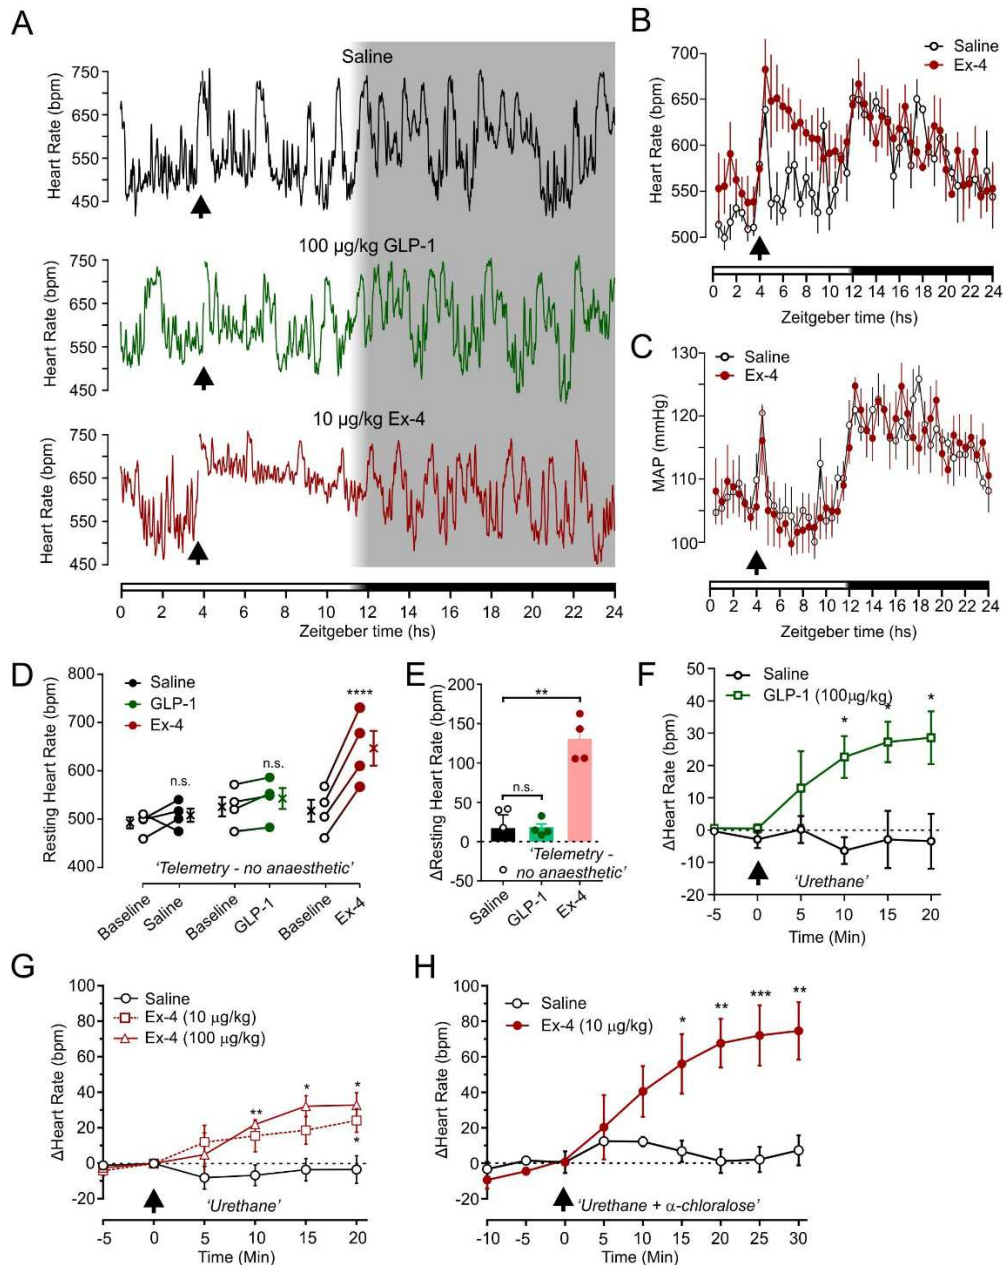 A
Saline
Heart Rate (bpm)
750
650
550
450
100 µg/kg GLP-1
Heart Rate (bpm)
750
650
550
450
10 µg/kg Ex-4
Heart Rate (bpm)
750
650
550
450
0 2 4 6 8 10 12 14 16 18 20 22 24
Zeitgeber time (hs)
B
Saline
Ex-4
Heart Rate (bpm)
700
650
600
550
500
0 2 4 6 8 10 12 14 16 18 20 22 24
Zeitgeber time (hs)
C
Saline
Ex-4
MAP (mmHg)
130
120
110
100
0 2 4 6 8 10 12 14 16 18 20 22 24
Zeitgeber time (hs)
D
Saline
GLP-1
Ex-4
Resting Heart Rate (bpm)
800
700
600
500
400
n.s.
n.s.
****
'Telemetry - no anaesthetic'
Baseline Saline Baseline GLP-1 Baseline Ex-4
E
ΔResting Heart Rate (bpm)
200
150
100
50
0
-50
**
n.s.
'Telemetry -
no anaesthetic'
Saline GLP-1 Ex-4
F
Saline
GLP-1 (100µg/kg)
ΔHeart Rate (bpm)
50
40
30
20
10
0
-10
-20
* * *
'Urethane'
-5 0 5 10 15 20
Time (Min)
G
Saline
Ex-4 (10 µg/kg)
Ex-4 (100 µg/kg)
ΔHeart Rate (bpm)
100
80
60
40
20
0
-20
** * *
*
'Urethane'
-5 0 5 10 15 20
Time (Min)
H
Saline
Ex-4 (10 µg/kg)
ΔHeart Rate (bpm)
100
80
60
40
20
0
-20
* ** *** **
'Urethane + α-chloralose'
-10 -5 0 5 10 15 20 25 30
Time (Min)